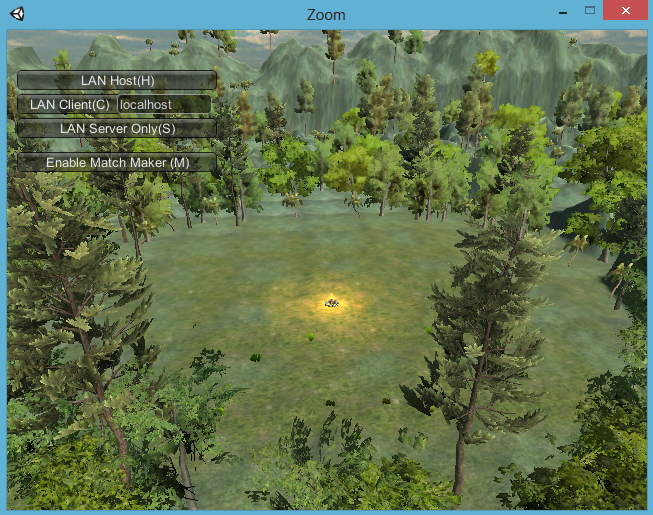 Zoom
LAN Host(H)
LAN Client(C) localhost
LAN Server Only(S)
Enable Match Maker (M)